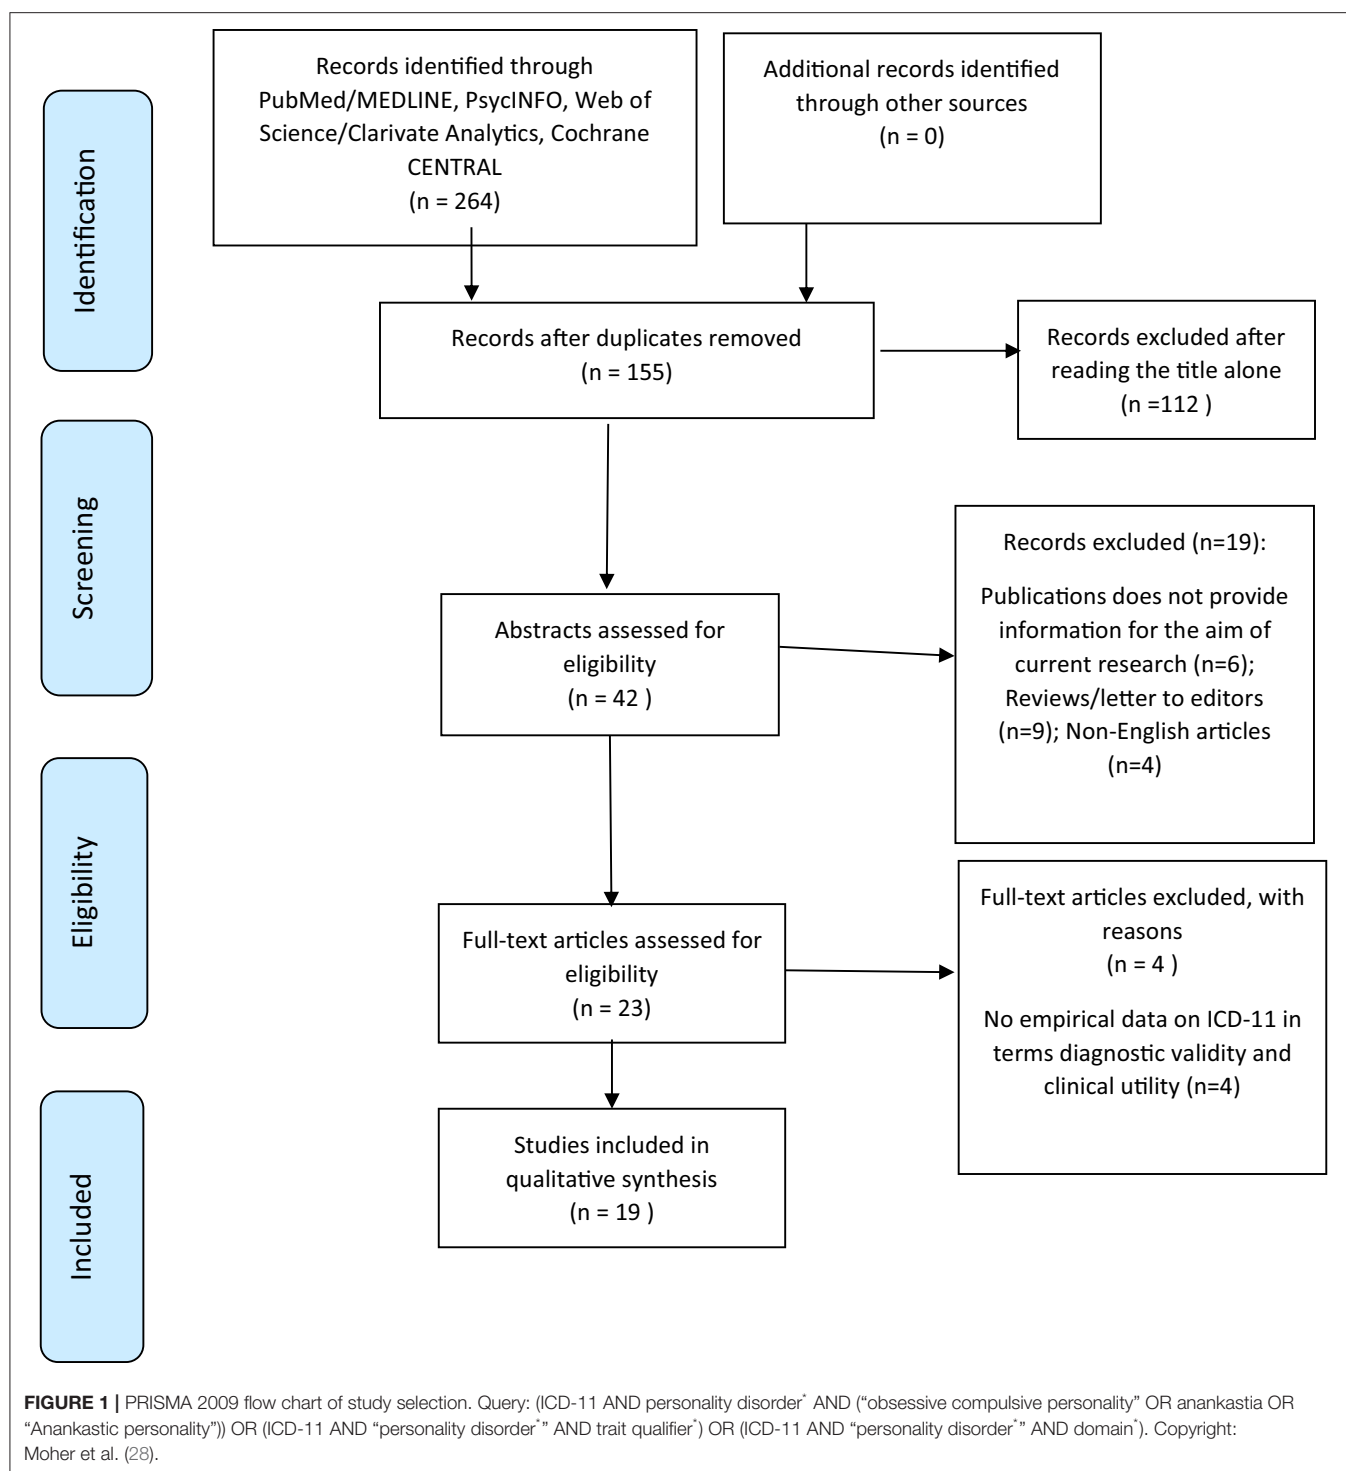 Identification
Records identified through
PubMed/MEDLINE, PsycINFO, Web of
Science/Clarivate Analytics, Cochrane
CENTRAL
(n = 264)
Additional records identified
through other sources
(n = 0)
Records after duplicates removed
(n = 155)
Records excluded after
reading the title alone
(n =112 )
Screening
Abstracts assessed for
eligibility
(n = 42 )
Records excluded (n=19):
Publications does not provide
information for the aim of
current research (n=6);
Reviews/letter to editors
(n=9); Non-English articles
(n=4)
Eligibility
Full-text articles assessed for
eligibility
(n = 23)
Full-text articles excluded, with
reasons
(n = 4 )
No empirical data on ICD-11 in
terms diagnostic validity and
clinical utility (n=4)
Included
Studies included in
qualitative synthesis
(n = 19 )
FIGURE 1 | PRISMA 2009 flow chart of study selection. Query: (ICD-11 AND personality disorder* AND (“obsessive compulsive personality” OR anankastia OR
“Anankastic personality”)) OR (ICD-11 AND “personality disorder*” AND trait qualifier*) OR (ICD-11 AND “personality disorder*” AND domain*). Copyright:
Moher et al. (28).